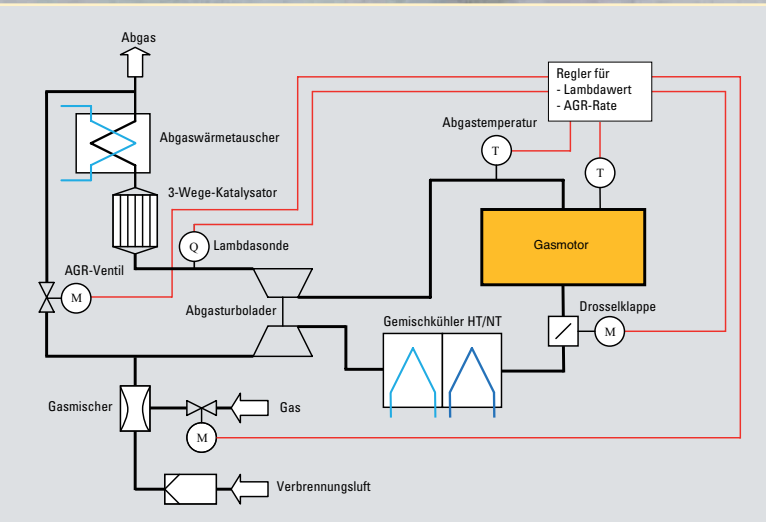 Abgas
Regler für
- Lambdawert
- AGR-Rate
Abgastemperatur
Abgaswärmetauscher
T
T
3-Wege-Katalysator
Q
Lambdasonde
Gasmotor
AGR-Ventil
M
Abgasturbolader
Drosselklappe
M
Gemischkühler HT/NT
Gasmischer
Gas
M
Verbrennungsluft